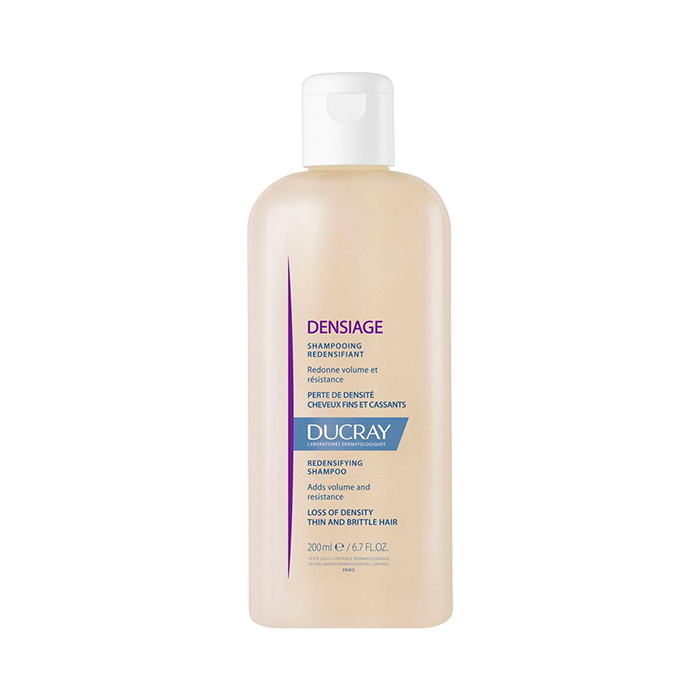 DENSIAGE
SHAMPOOING
REDENSIFIANT
Redonne volume et
résistance
PERTE DE DENSITÉ
CHEVEUX FINS ET CASSANTS
DUCRAY
LABORATOIRES DERMATOLOGIQUES
REDENSIFYING
SHAMPOO
Adds volume and
resistance
LOSS OF DENSITY
THIN AND BRITTLE HAIR
200ml ℮ / 6.7 FL.OZ.
TESTÉ SOUS CONTRÔLE DERMATOLOGIQUE
TESTED UNDER DERMATOLOGICAL CONTROL
PARIS